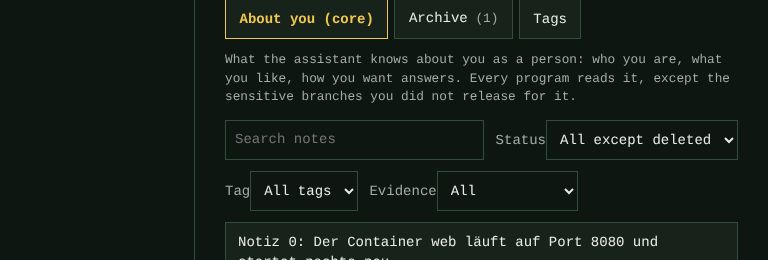 About you (core) Archive (1) Tags
What the assistant knows about you as a person: who you are, what
you like, how you want answers. Every program reads it, except the
sensitive branches you did not release for it.
Search notes Status All except deleted
Tag All tags Evidence All
Notiz 0: Der Container web läuft auf Port 8080 und